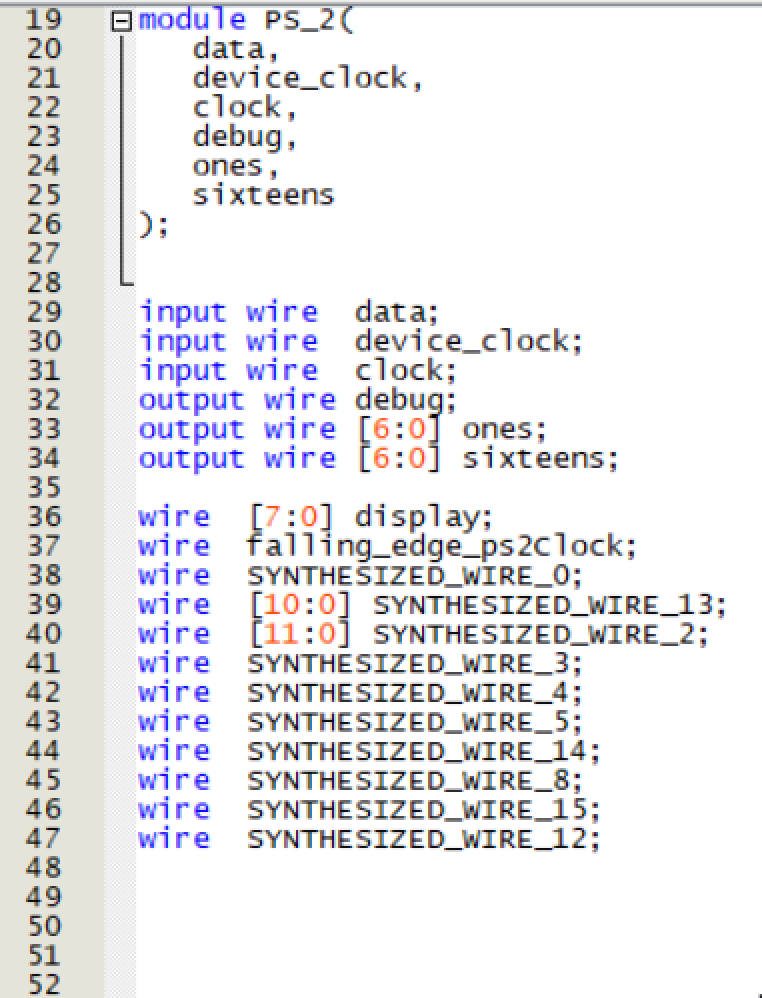 19 module PS_2(
20 data,
21 device_clock,
22 clock,
23 debug,
24 ones,
25 sixteens
26 );
27
28
29 input wire  data;
30 input wire  device_clock;
31 input wire  clock;
32 output wire debug;
33 output wire [6:0] ones;
34 output wire [6:0] sixteens;
35
36 wire  [7:0] display;
37 wire  falling_edge_ps2Clock;
38 wire  SYNTHESIZED_WIRE_0;
39 wire  [10:0] SYNTHESIZED_WIRE_13;
40 wire  [11:0] SYNTHESIZED_WIRE_2;
41 wire  SYNTHESIZED_WIRE_3;
42 wire  SYNTHESIZED_WIRE_4;
43 wire  SYNTHESIZED_WIRE_5;
44 wire  SYNTHESIZED_WIRE_14;
45 wire  SYNTHESIZED_WIRE_8;
46 wire  SYNTHESIZED_WIRE_15;
47 wire  SYNTHESIZED_WIRE_12;
48
49
50
51
52